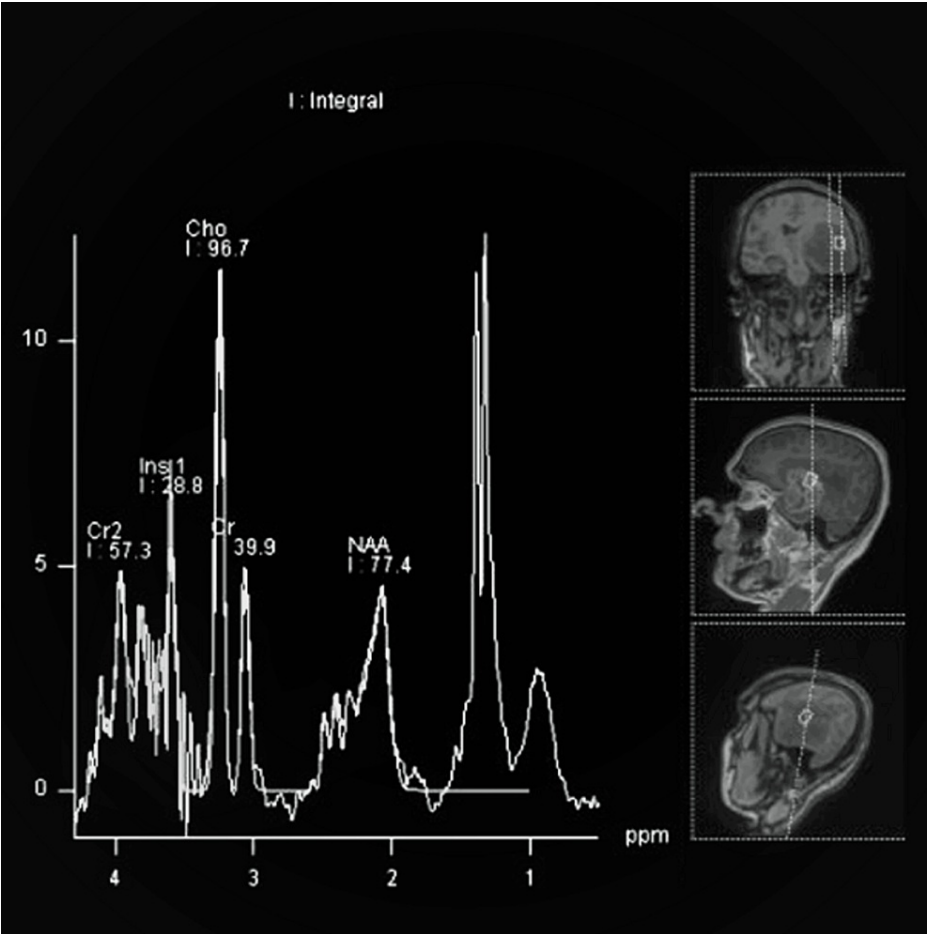 I : Integral
Cho
I : 96.7
10
Ins 1
I : 28.8
Cr2
I : 57.3
Cr
39.9
NAA
I : 77.4
5
0
ppm
4 3 2 1